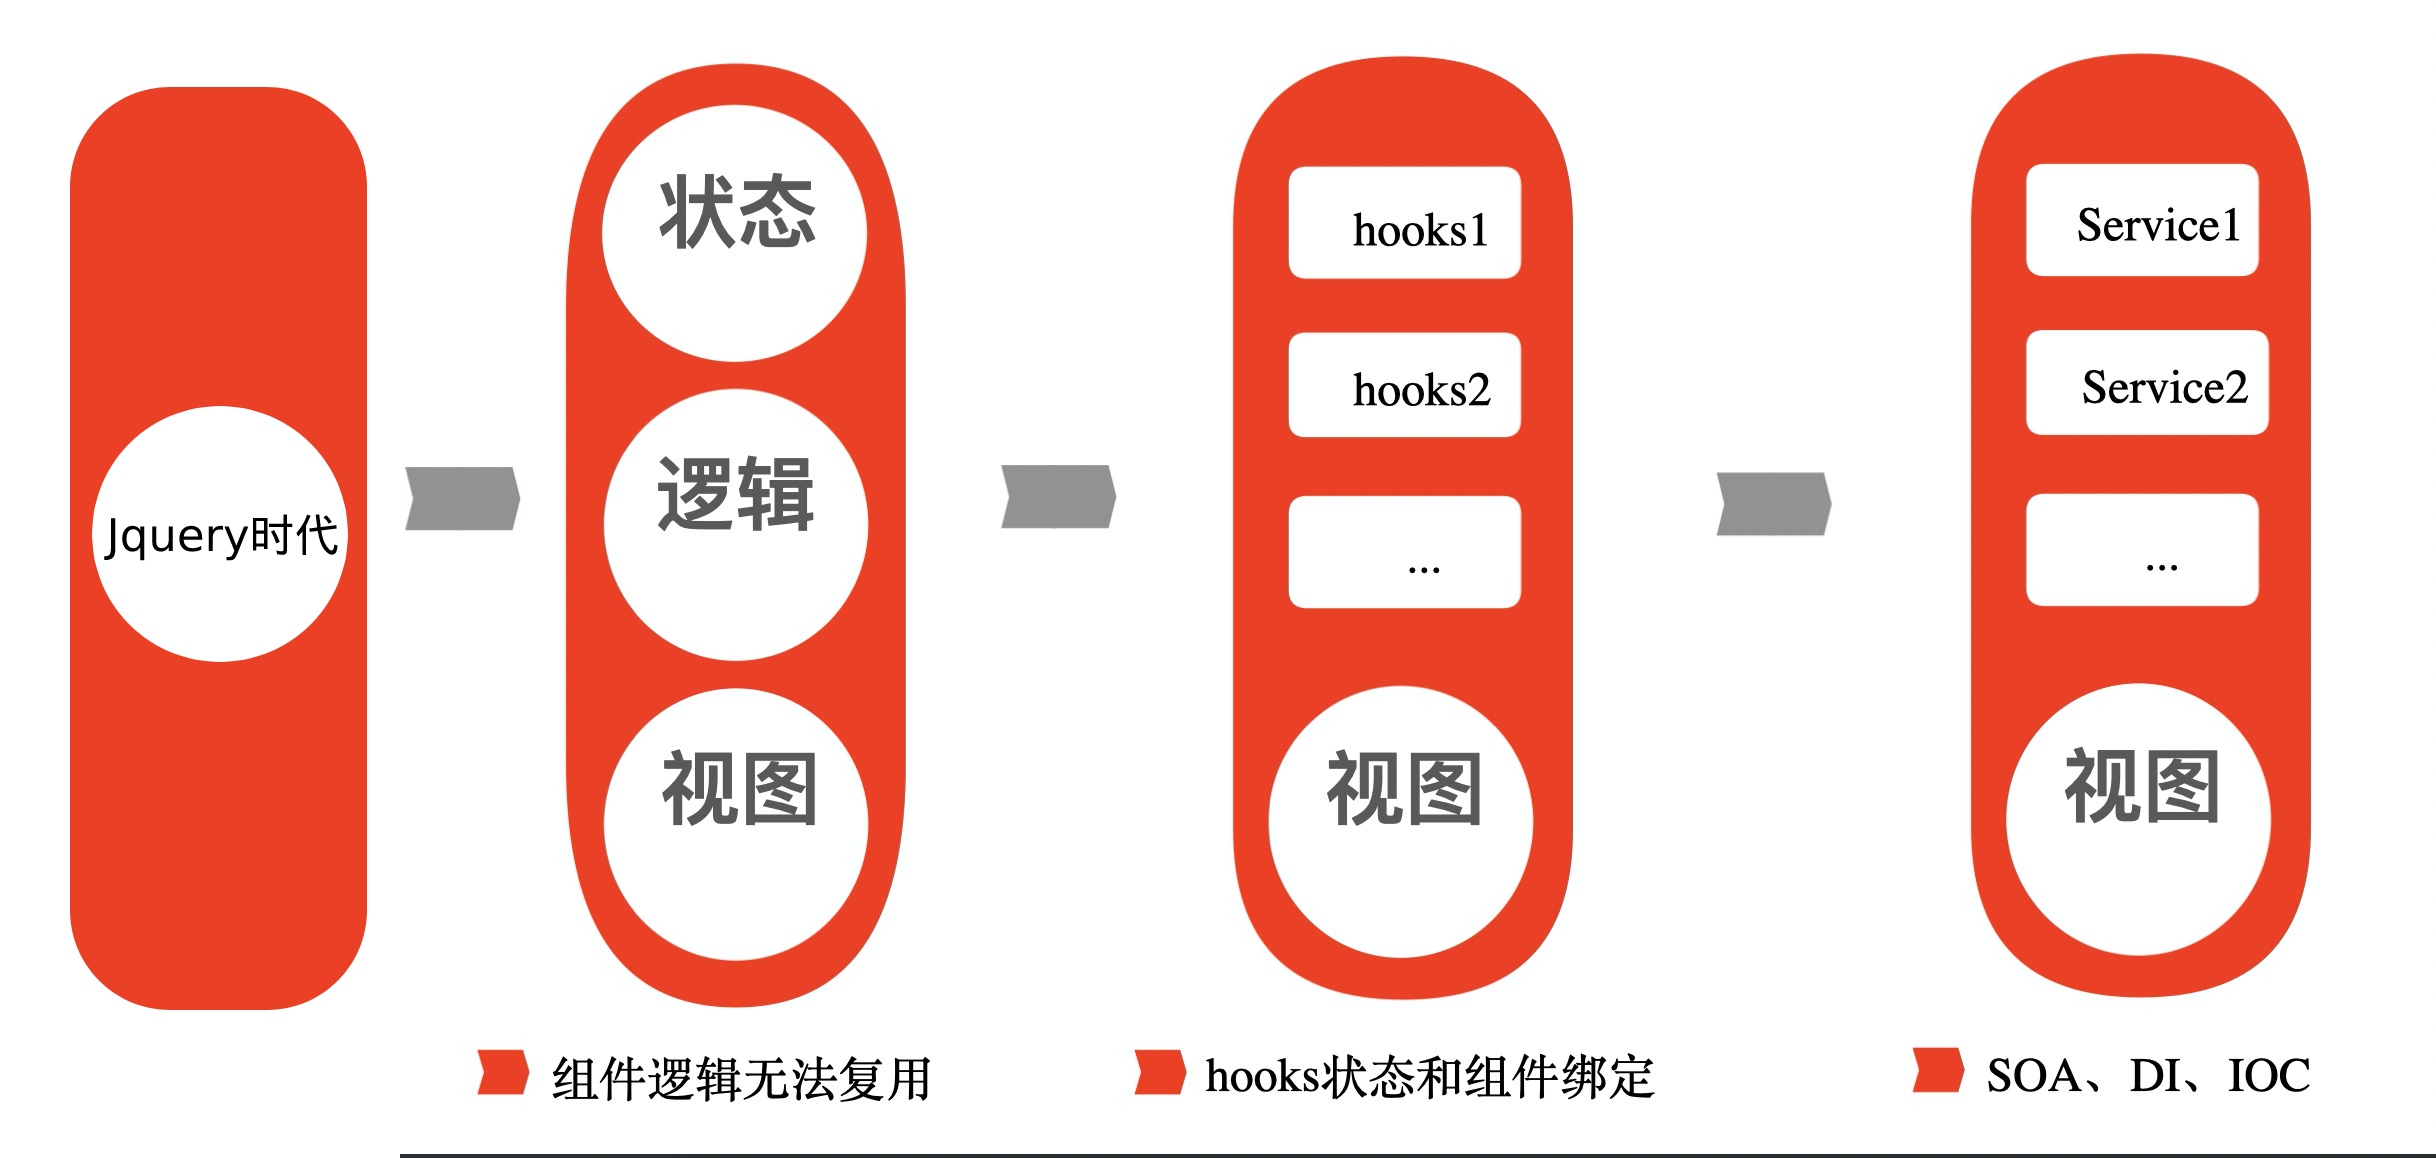 Jquery时代
状态
逻辑
视图
组件逻辑无法复用
hooks1
hooks2
...
视图
hooks状态和组件绑定
Service1
Service2
...
视图
SOA、DI、IOC